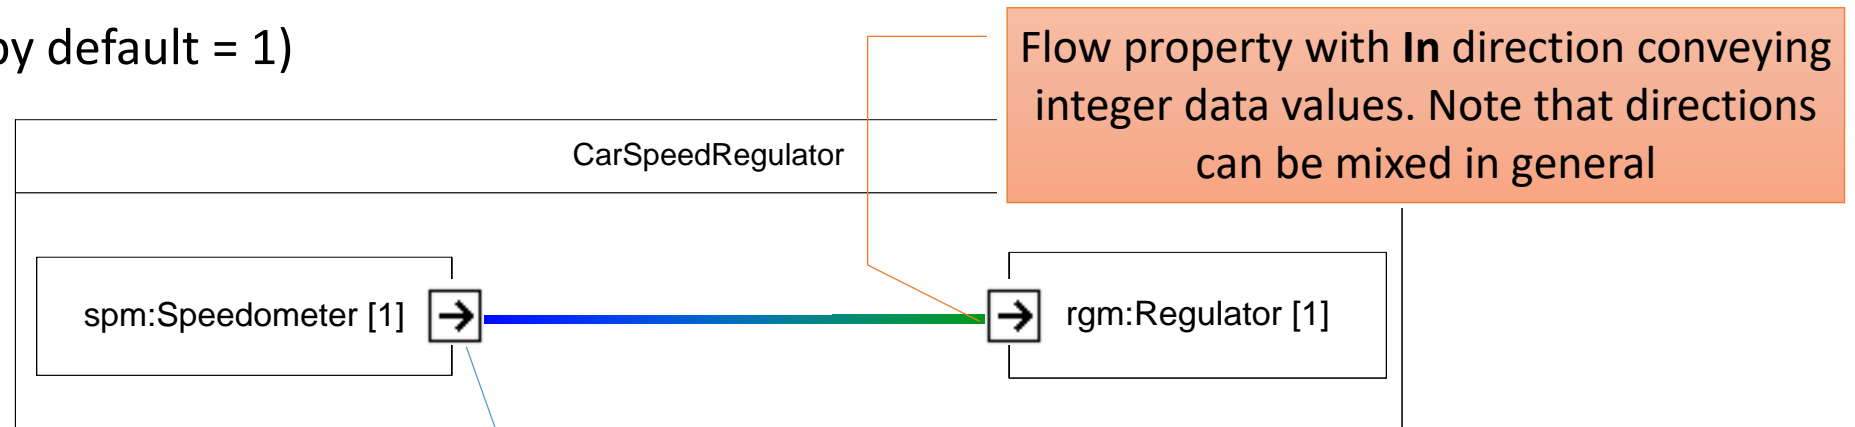 by default = 1)
Flow property with In direction conveying
integer data values. Note that directions
can be mixed in general
CarSpeedRegulator
spm:Speedometer [1]
rgm:Regulator [1]